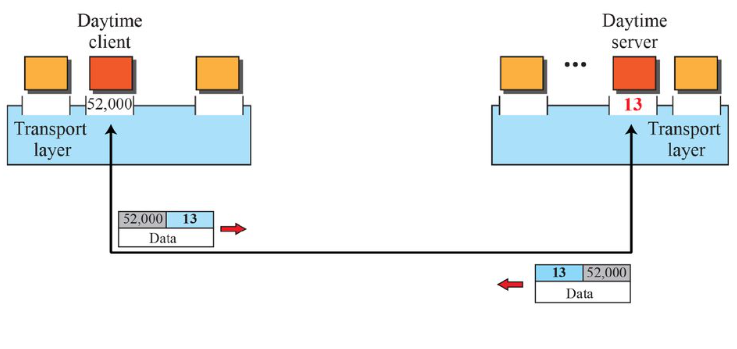 Daytime
client
Daytime
server
52,000
13
Transport
layer
Transport
layer
52,000 13
Data
13 52,000
Data